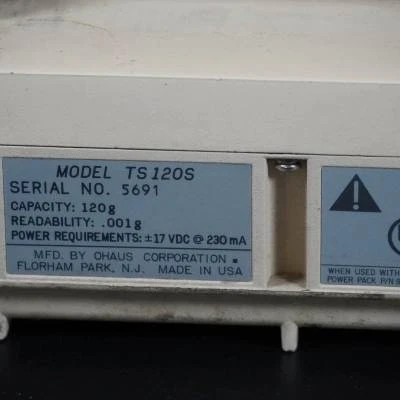 MODEL TS120S
SERIAL NO. 5691
CAPACITY: 120g
READABILITY: .001g
POWER REQUIREMENTS: ±17 VDC @ 230 mA
MFD. BY OHAUS CORPORATION
FLORHAM PARK, N.J. MADE IN USA
WHEN USED WITH
POWER PACK P/N